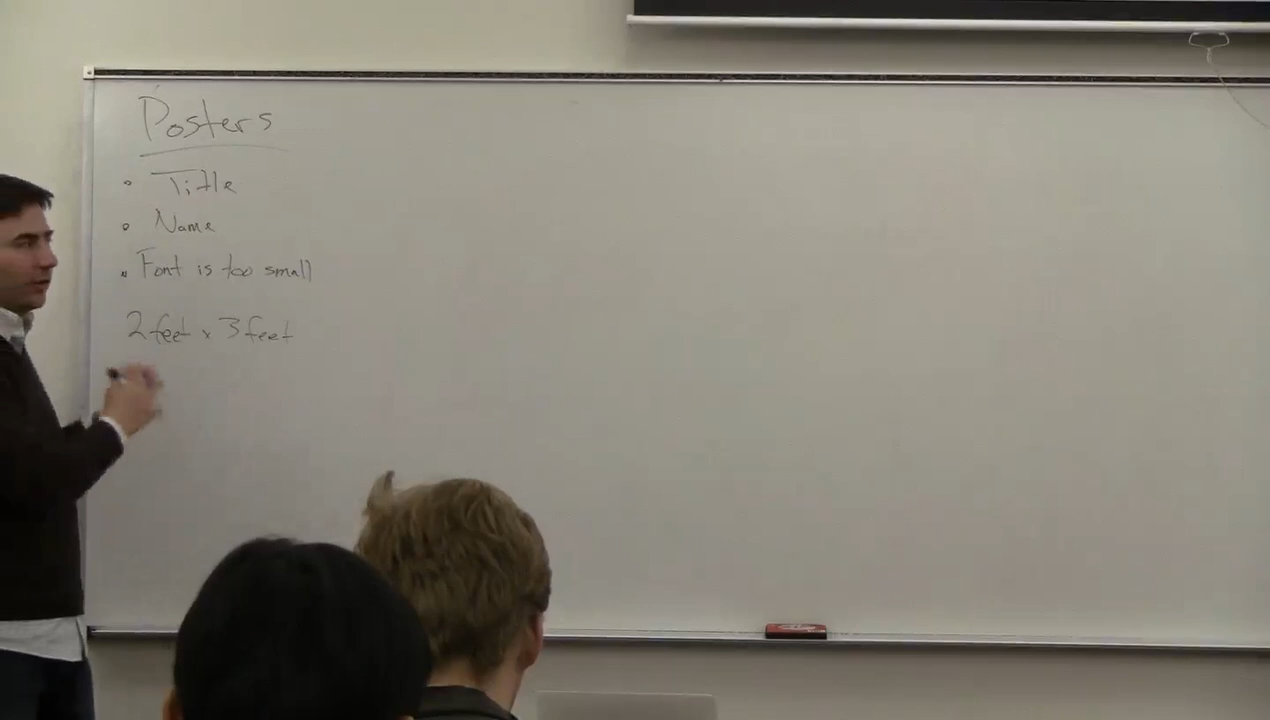 Posters
• Title
• Name
• Font is too small
2 feet x 3 feet